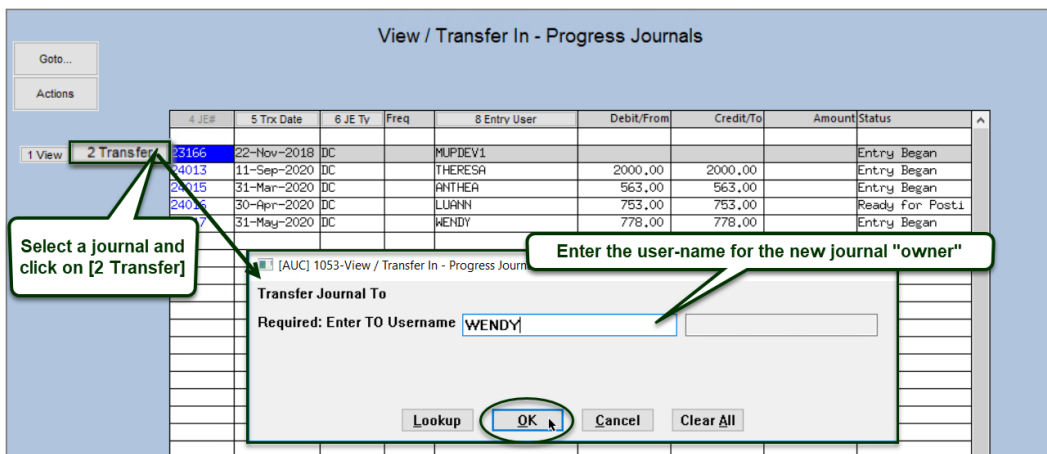 View / Transfer In - Progress Journals
Goto...
Actions
4 JE# 5 Trx Date 6 JE Ty Freq 8 Entry User Debit/From Credit/To Amount Status
1 View 2 Transfer 23166 22-Nov-2018 DC MUPDEV1 Entry Began
24013 11-Sep-2020 DC THERESA 2000.00 2000.00 Entry Began
24015 31-Mar-2020 DC ANTHEA 563.00 563.00 Entry Began
30-Apr-2020 DC LUANN 753.00 753.00 Ready for Posti
31-May-2020 DC WENDY 778.00 778.00 Entry Began
Select a journal and
click on [2 Transfer]
Enter the user-name for the new journal "owner"
[AUC] 1053-View / Transfer In - Progress Journ
Transfer Journal To
Required: Enter TO Username WENDY
Lookup OK Cancel Clear All